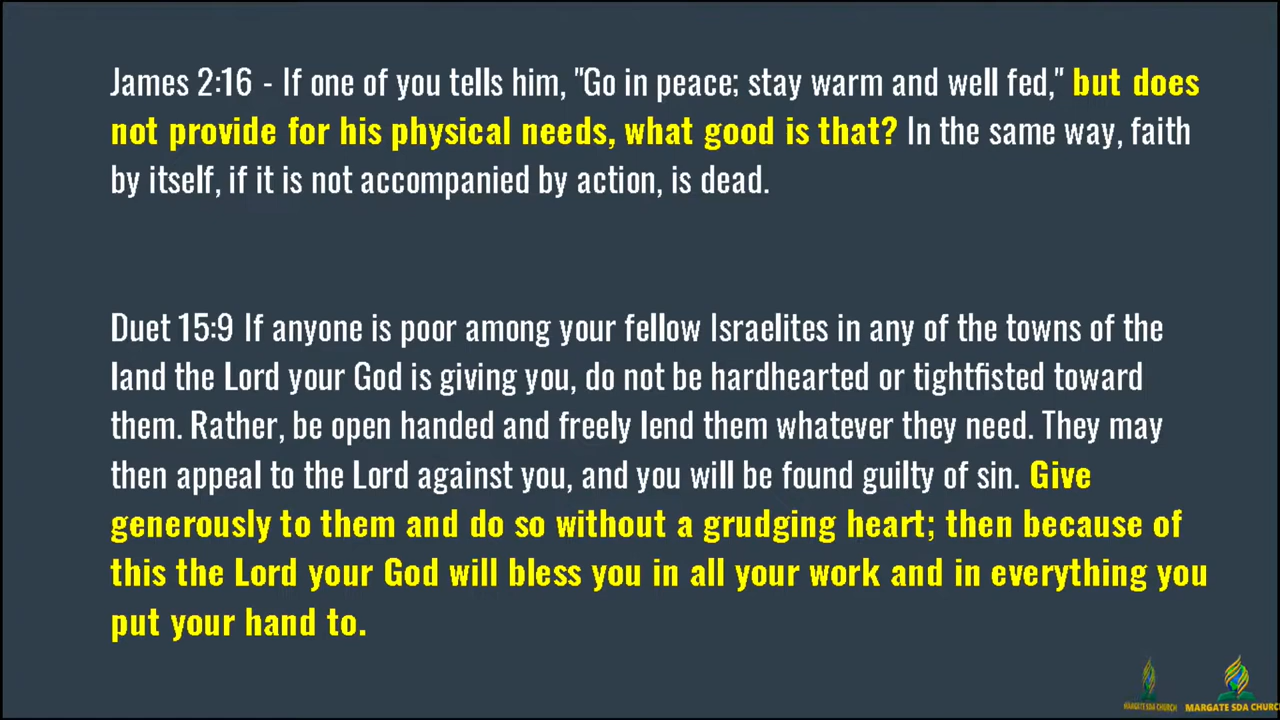 James 2:16 - If one of you tells him, "Go in peace; stay warm and well fed," but does
not provide for his physical needs, what good is that? In the same way, faith
by itself, if it is not accompanied by action, is dead.
Duet 15:9 If anyone is poor among your fellow Israelites in any of the towns of the
land the Lord your God is giving you, do not be hardhearted or tightfisted toward
them. Rather, be open handed and freely lend them whatever they need. They may
then appeal to the Lord against you, and you will be found guilty of sin. Give
generously to them and do so without a grudging heart; then because of
this the Lord your God will bless you in all your work and in everything you
put your hand to.
MARGATE SDA CHURCH MARGATE SDA CHURCH